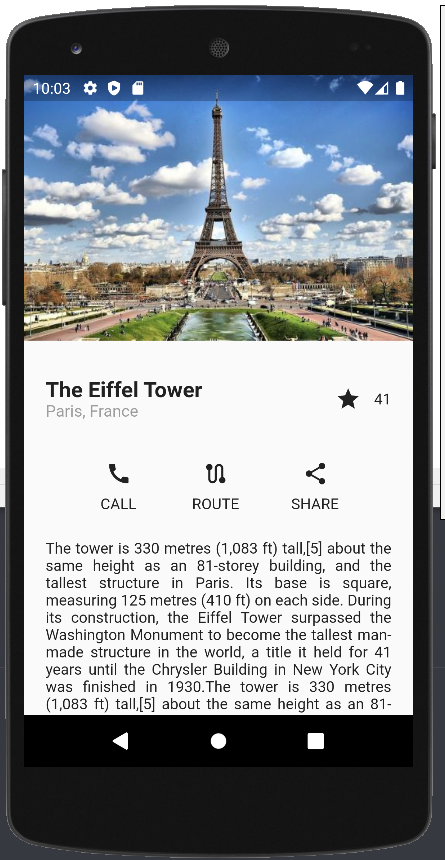 10:03
The Eiffel Tower
Paris, France
41
CALL ROUTE SHARE
The tower is 330 metres (1,083 ft) tall,[5] about the
same height as an 81-storey building, and the
tallest structure in Paris. Its base is square,
measuring 125 metres (410 ft) on each side. During
its construction, the Eiffel Tower surpassed the
Washington Monument to become the tallest man-
made structure in the world, a title it held for 41
years until the Chrysler Building in New York City
was finished in 1930.The tower is 330 metres
(1,083 ft) tall,[5] about the same height as an 81-